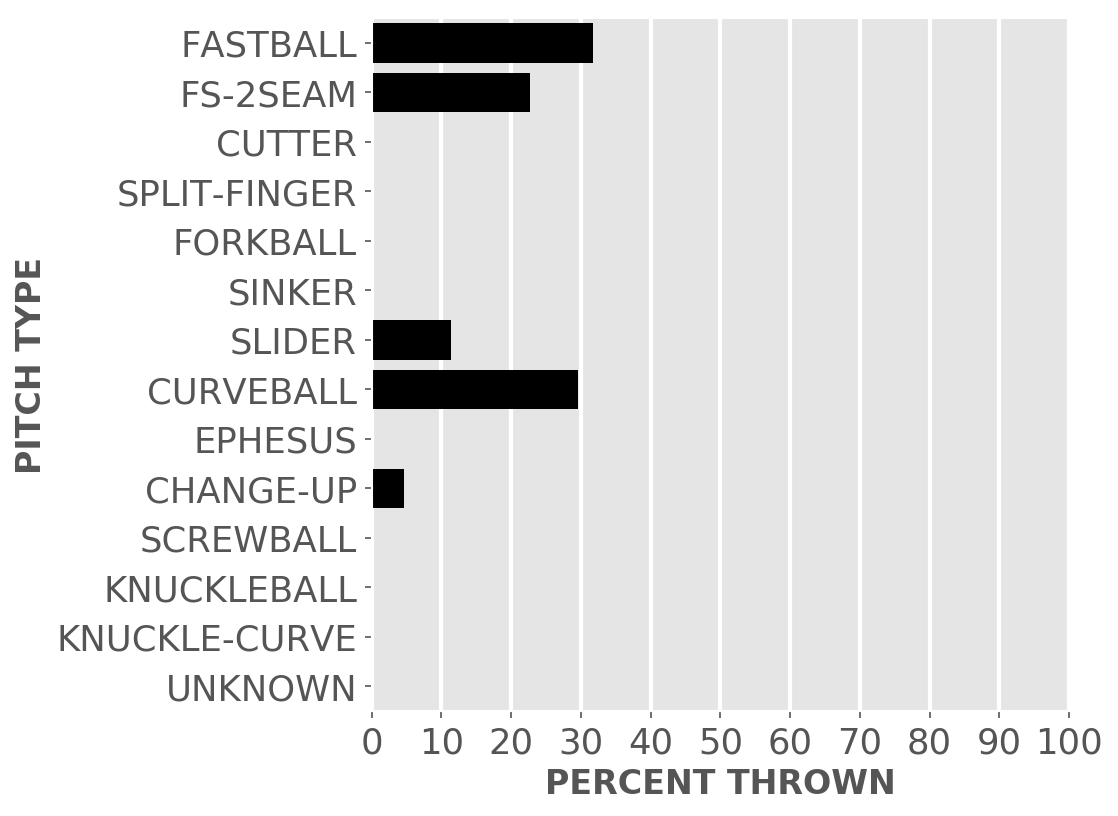 FASTBALL
FS-2SEAM
CUTTER
SPLIT-FINGER
FORKBALL
SINKER
SLIDER
CURVEBALL
EPHESUS
CHANGE-UP
SCREWBALL
KNUCKLEBALL
KNUCKLE-CURVE
UNKNOWN
PITCH TYPE
0 10 20 30 40 50 60 70 80 90 100
PERCENT THROWN